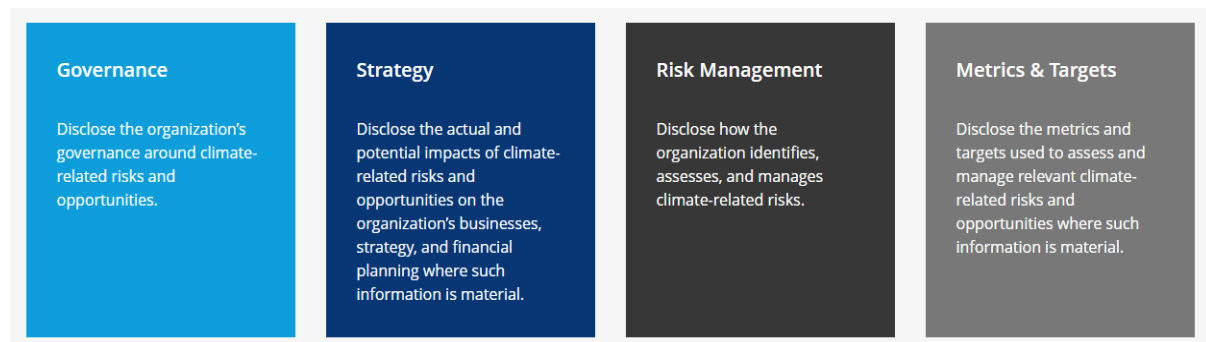 Governance
Disclose the organization's
governance around climate-
related risks and
opportunities.
Strategy
Disclose the actual and
potential impacts of climate-
related risks and
opportunities on the
organization's businesses,
strategy, and financial
planning where such
information is material.
Risk Management
Disclose how the
organization identifies,
assesses, and manages
climate-related risks.
Metrics & Targets
Disclose the metrics and
targets used to assess and
manage relevant climate-
related risks and
opportunities where such
information is material.